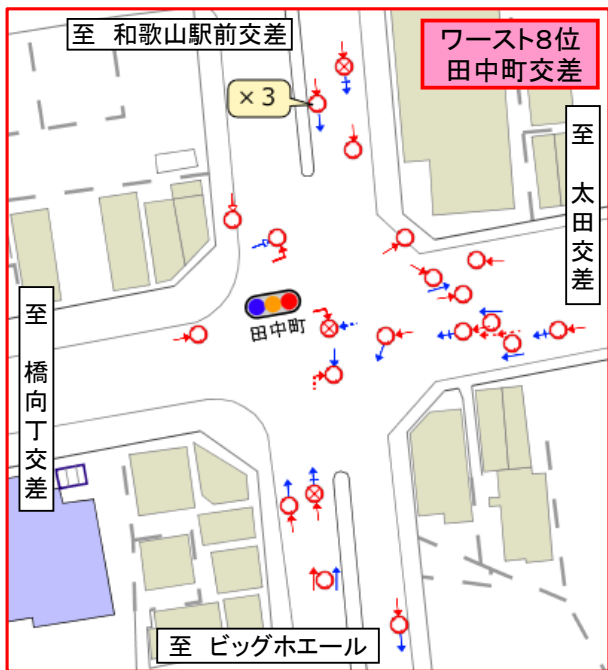 至 和歌山駅前交差
ワースト8位
田中町交差
×3
至 太田交差
田中町
至 橋向丁交差
至 ビッグホエール